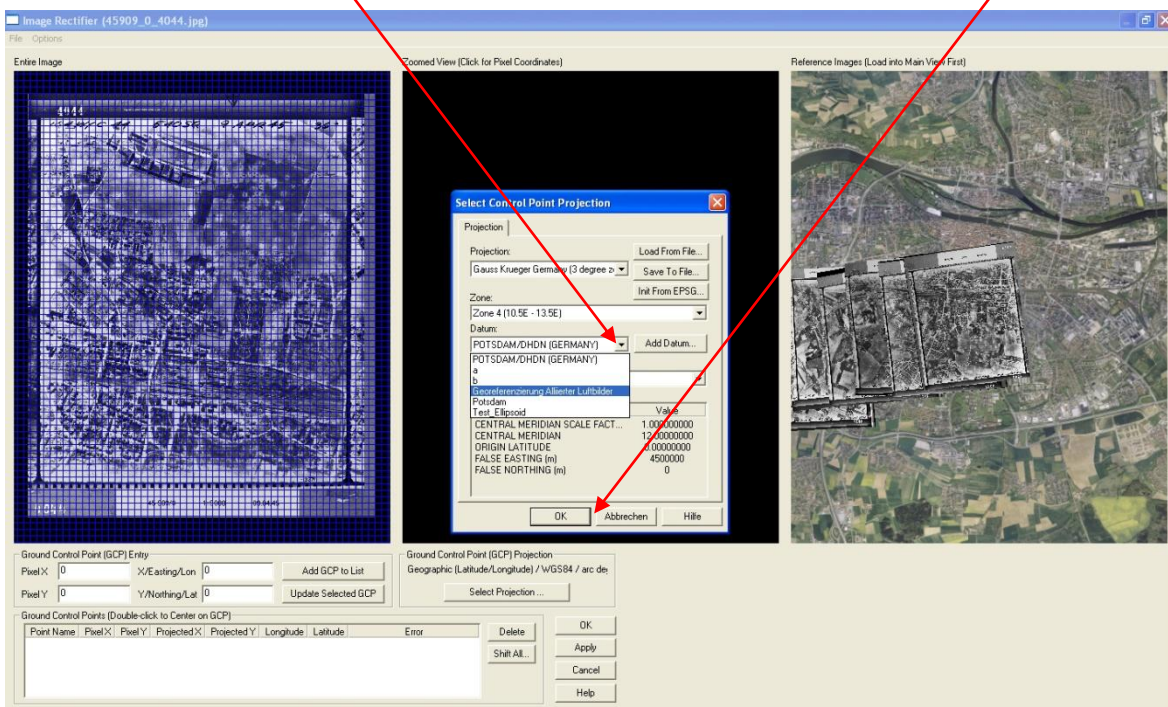 Image Rectifier (45909_0_4044.jpg)
File Options
Entire Image
Zoomed View (Click for Pixel Coordinates)
Reference Images (Load into Main View First)
4044
Select Control Point Projection
Projection
Projection:
Load From File...
Gauss Krueger Germany (3 degree z
Save To File...
Init From EPSG...
Zone:
Zone 4 (10.5E - 13.5E)
Datum:
POTSDAM/DHDN (GERMANY)
Add Datum...
POTSDAM/DHDN (GERMANY)
a
b
Georeferenzierung Alliierter Luftbilder
Potsdam
Test_Ellipsoid
Value
CENTRAL MERIDIAN SCALE FACT... 1.000000000
CENTRAL MERIDIAN 12.00000000
ORIGIN LATITUDE 0.00000000
FALSE EASTING (m) 4500000
FALSE NORTHING (m) 0
OK Abbrechen Hilfe
Ground Control Point (GCP) Entry
Pixel X 0 X/Easting/Lon 0 Add GCP to List
Pixel Y 0 Y/Northing/Lat 0 Update Selected GCP
Ground Control Point (GCP) Projection
Geographic (Latitude/Longitude) / WGS84 / arc de
Select Projection ...
Ground Control Points (Double-click to Center on GCP)
Point Name Pixel X Pixel Y Projected X Projected Y Longitude Latitude Error
Delete
Shift All...
OK
Apply
Cancel
Help